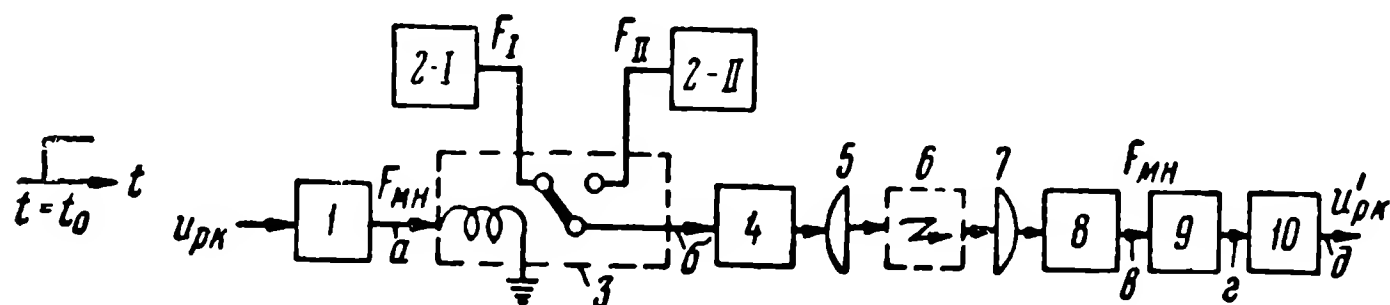 F_I F_II
2-I 2-II
t 5 6 7
t = t_0 u_рк 1 F_мн 3 4 8 F_мн 9 10 u'_рк
а б в г д